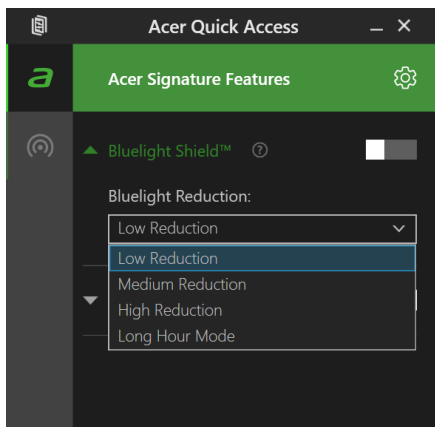 Acer Quick Access
Acer Signature Features
Bluelight Shield™
Bluelight Reduction:
Low Reduction
Low Reduction
Medium Reduction
High Reduction
Long Hour Mode